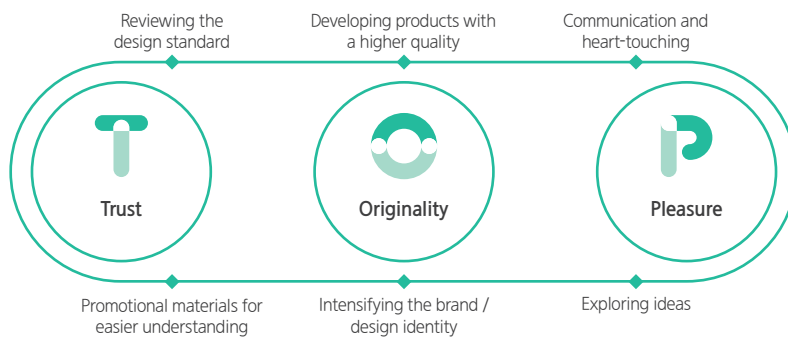 Reviewing the
design standard
Developing products with
a higher quality
Communication and
heart-touching
T
Trust
O
Originality
P
Pleasure
Promotional materials for
easier understanding
Intensifying the brand /
design identity
Exploring ideas